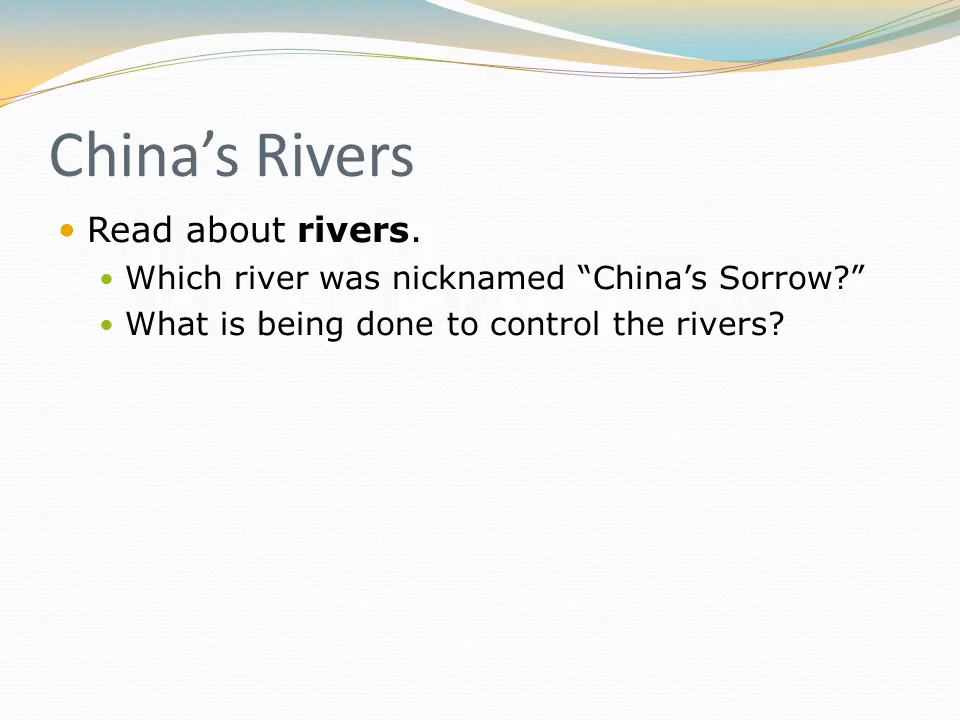 China’s Rivers
Read about rivers.
Which river was nicknamed “China’s Sorrow?”
What is being done to control the rivers?